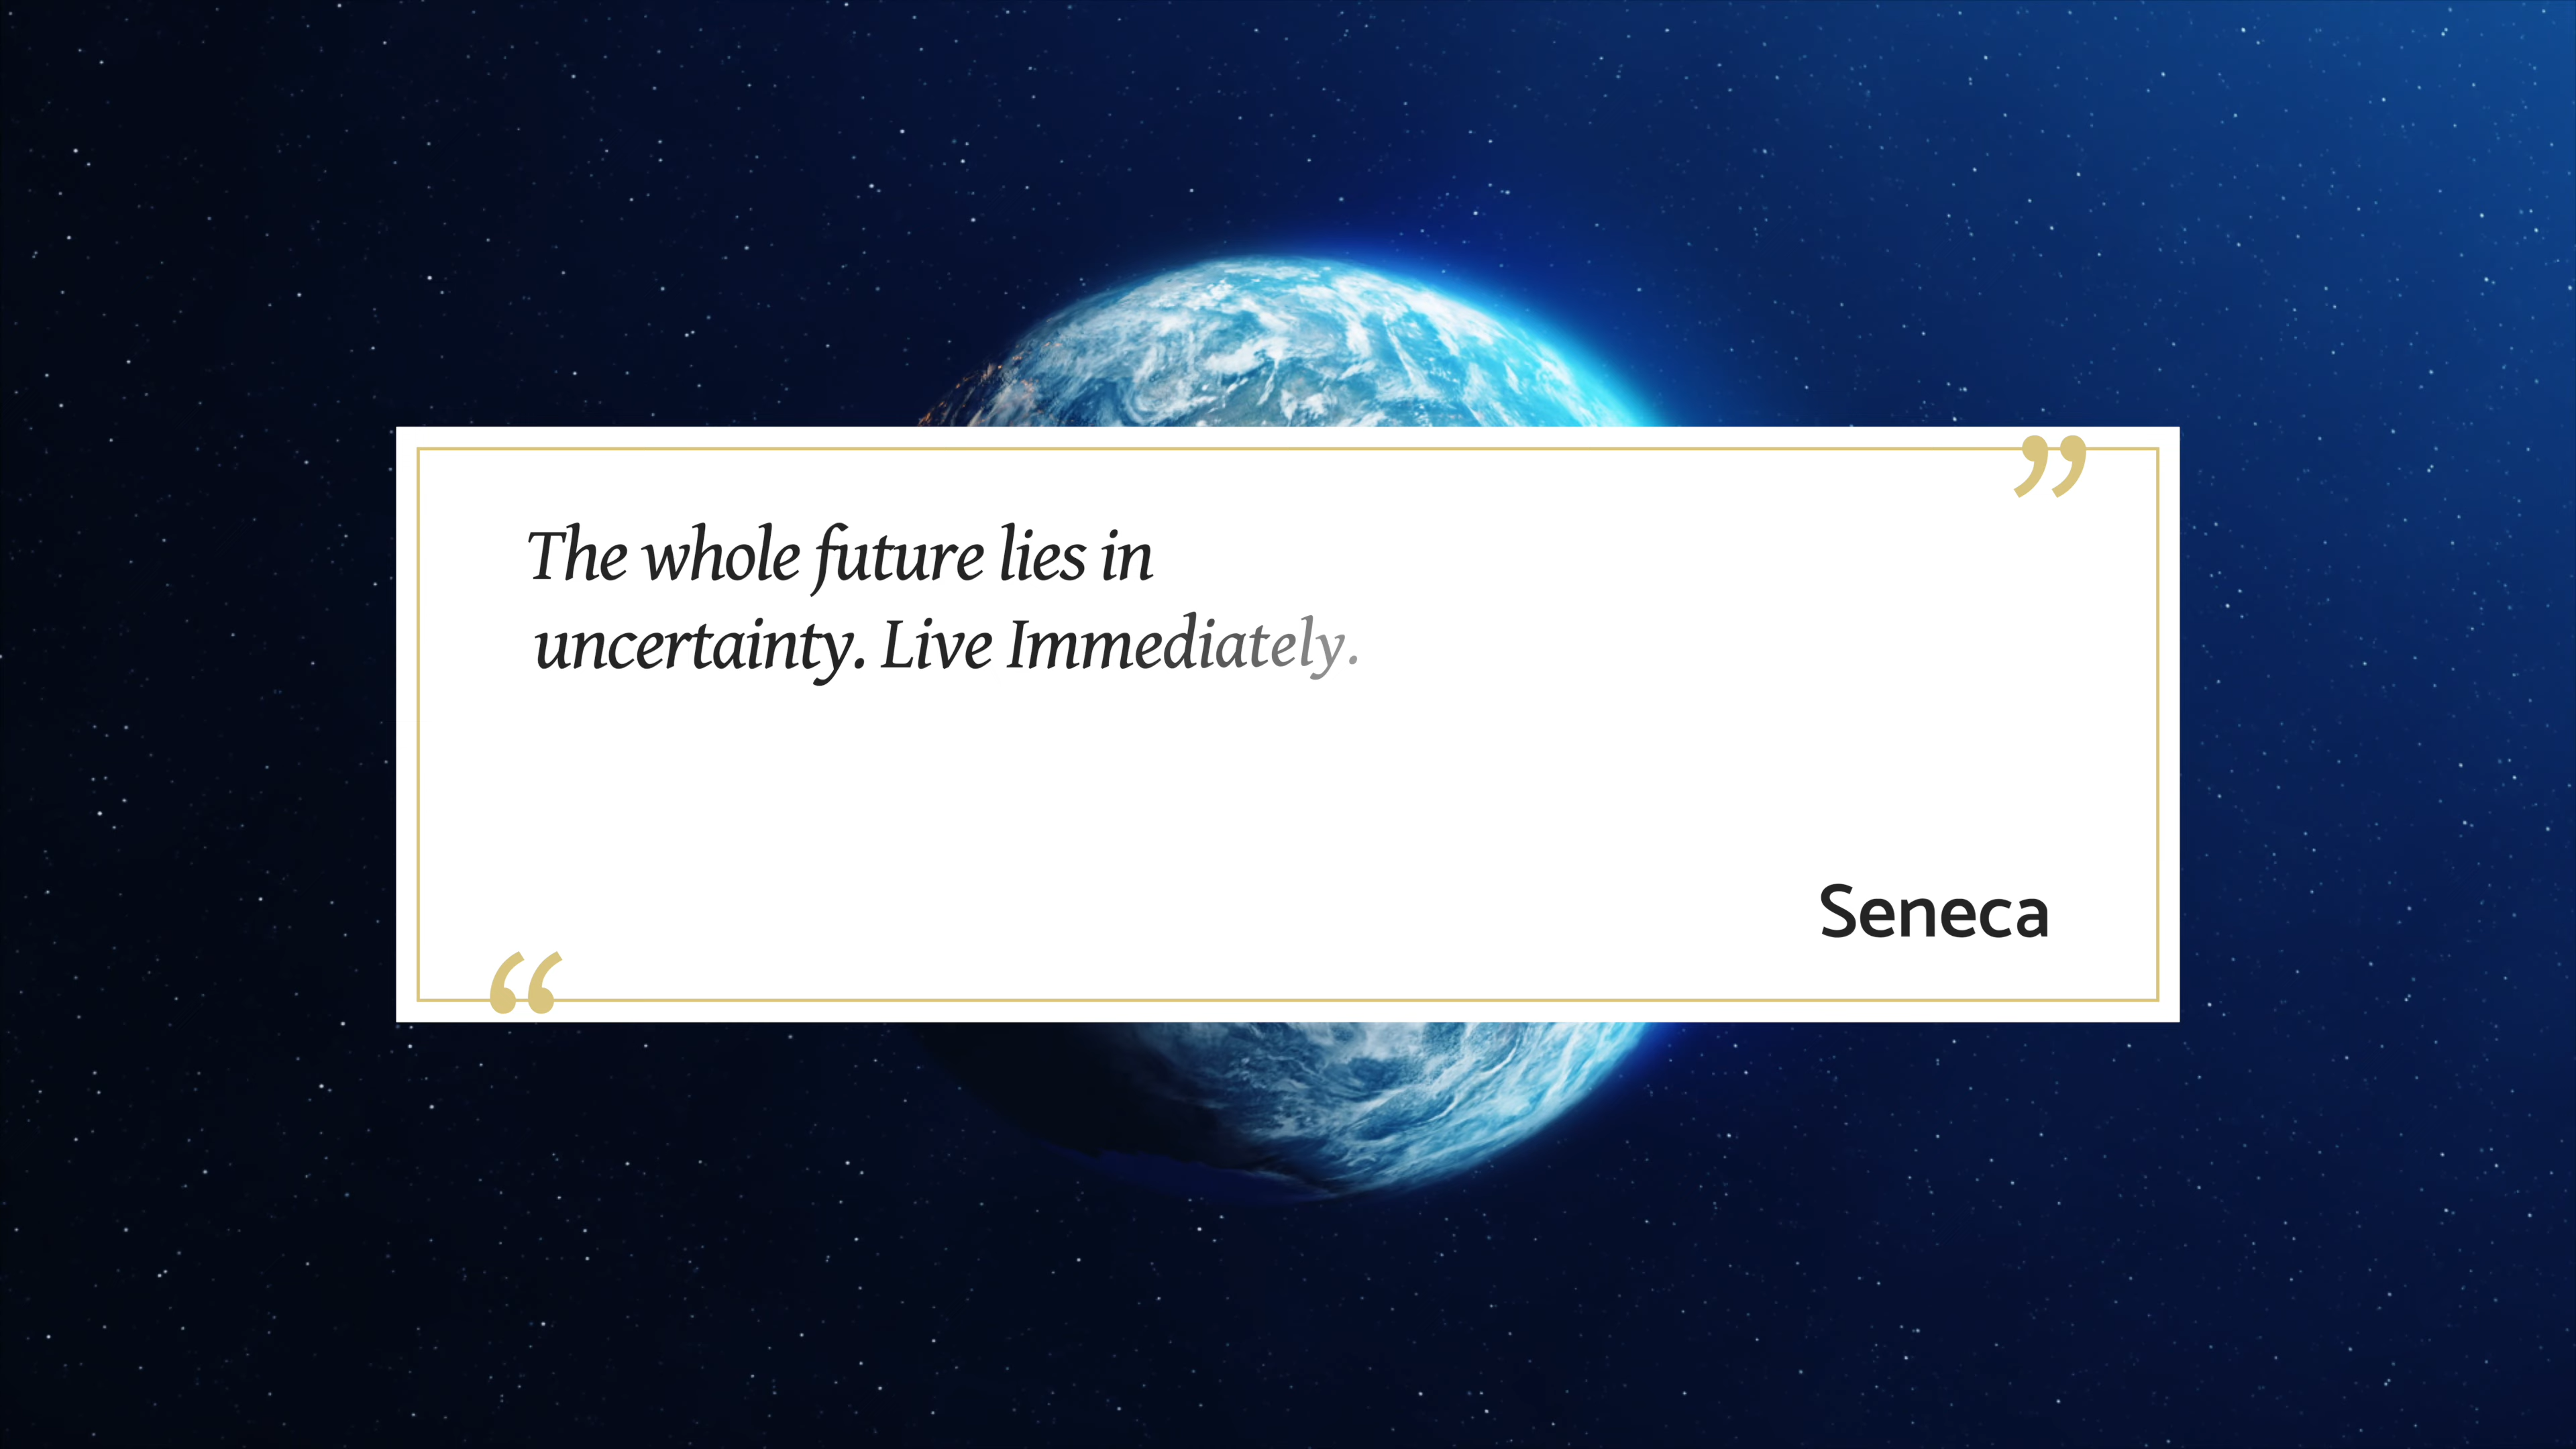 ”
The whole future lies in
uncertainty. Live Immediately.
Seneca
“